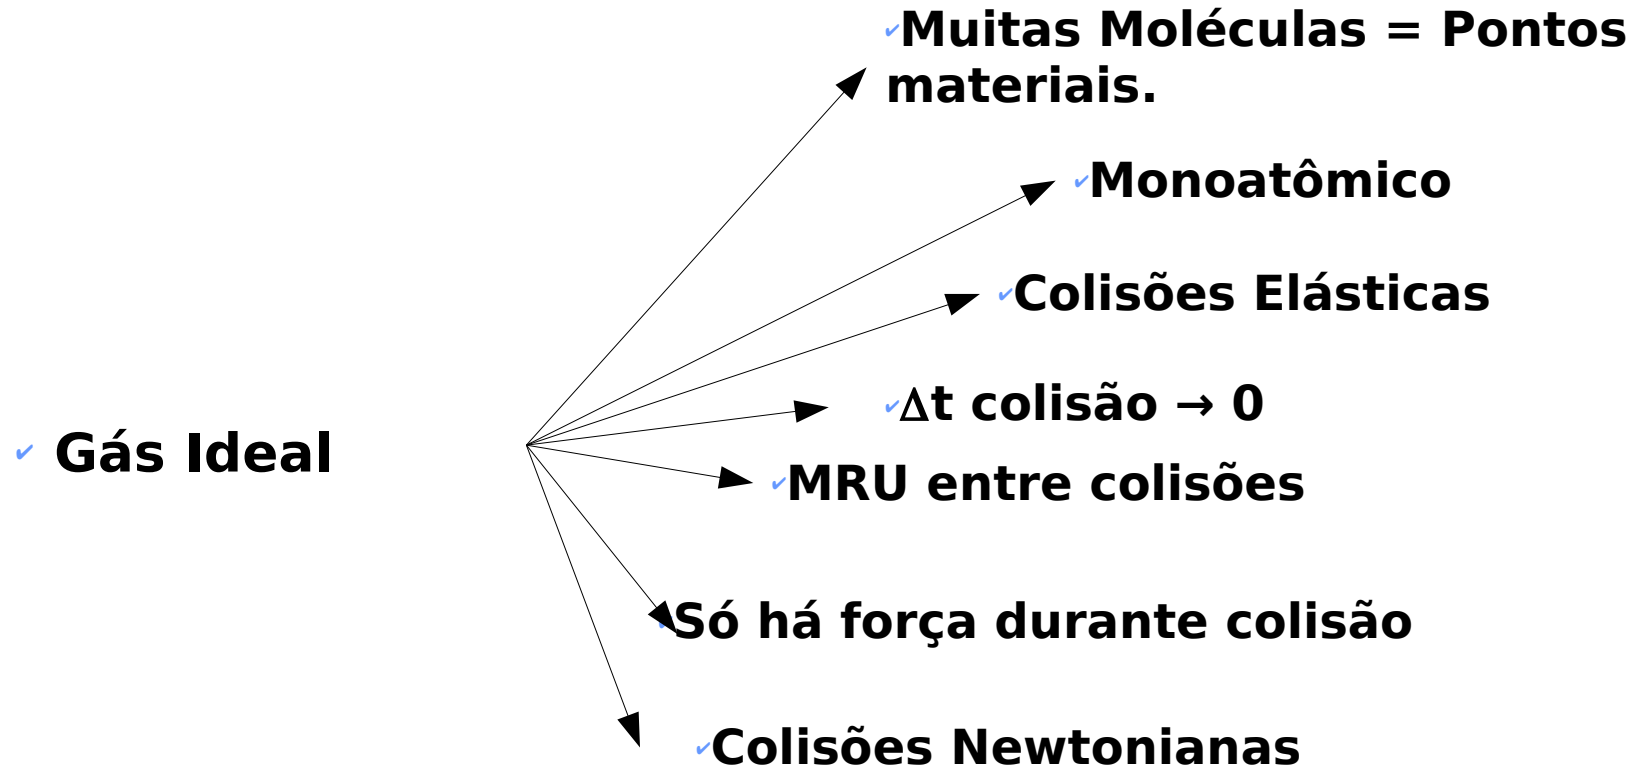 ✔Muitas Moléculas = Pontos
materiais.
✔Monoatômico
✔Colisões Elásticas
✔Δt colisão → 0
✔ Gás Ideal
✔MRU entre colisões
✔Só há força durante colisão
✔Colisões Newtonianas